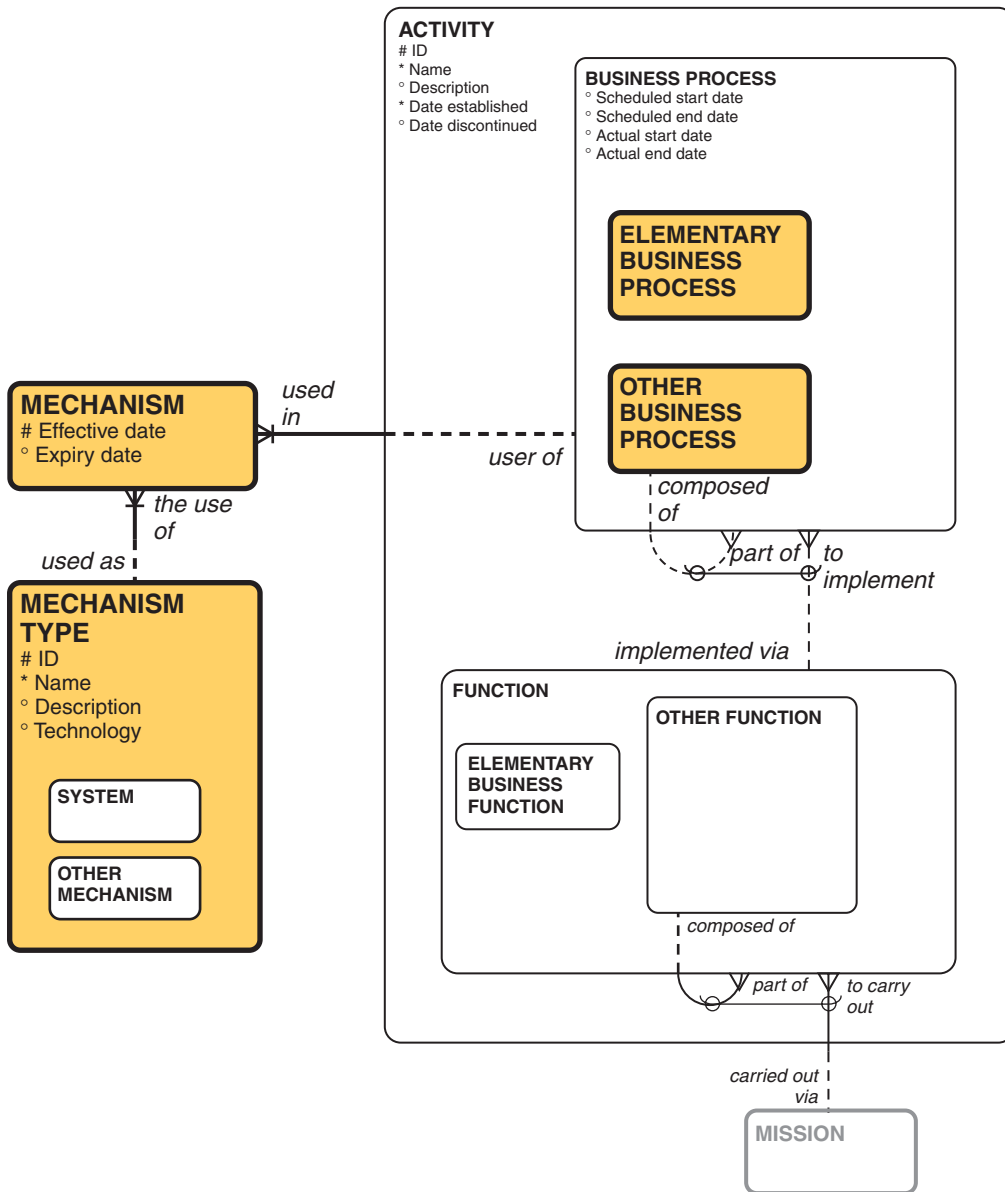 ACTIVITY
# ID
* Name
° Description
* Date established
° Date discontinued
BUSINESS PROCESS
° Scheduled start date
° Scheduled end date
° Actual start date
° Actual end date
ELEMENTARY
BUSINESS
PROCESS
OTHER
BUSINESS
PROCESS
used
in
user of
MECHANISM
# Effective date
° Expiry date
composed
of
the use
of
part of
to
implement
used as
MECHANISM
TYPE
# ID
* Name
° Description
° Technology
SYSTEM
OTHER
MECHANISM
implemented via
FUNCTION
OTHER FUNCTION
ELEMENTARY
BUSINESS
FUNCTION
composed of
part of
to carry
out
carried out
via
MISSION